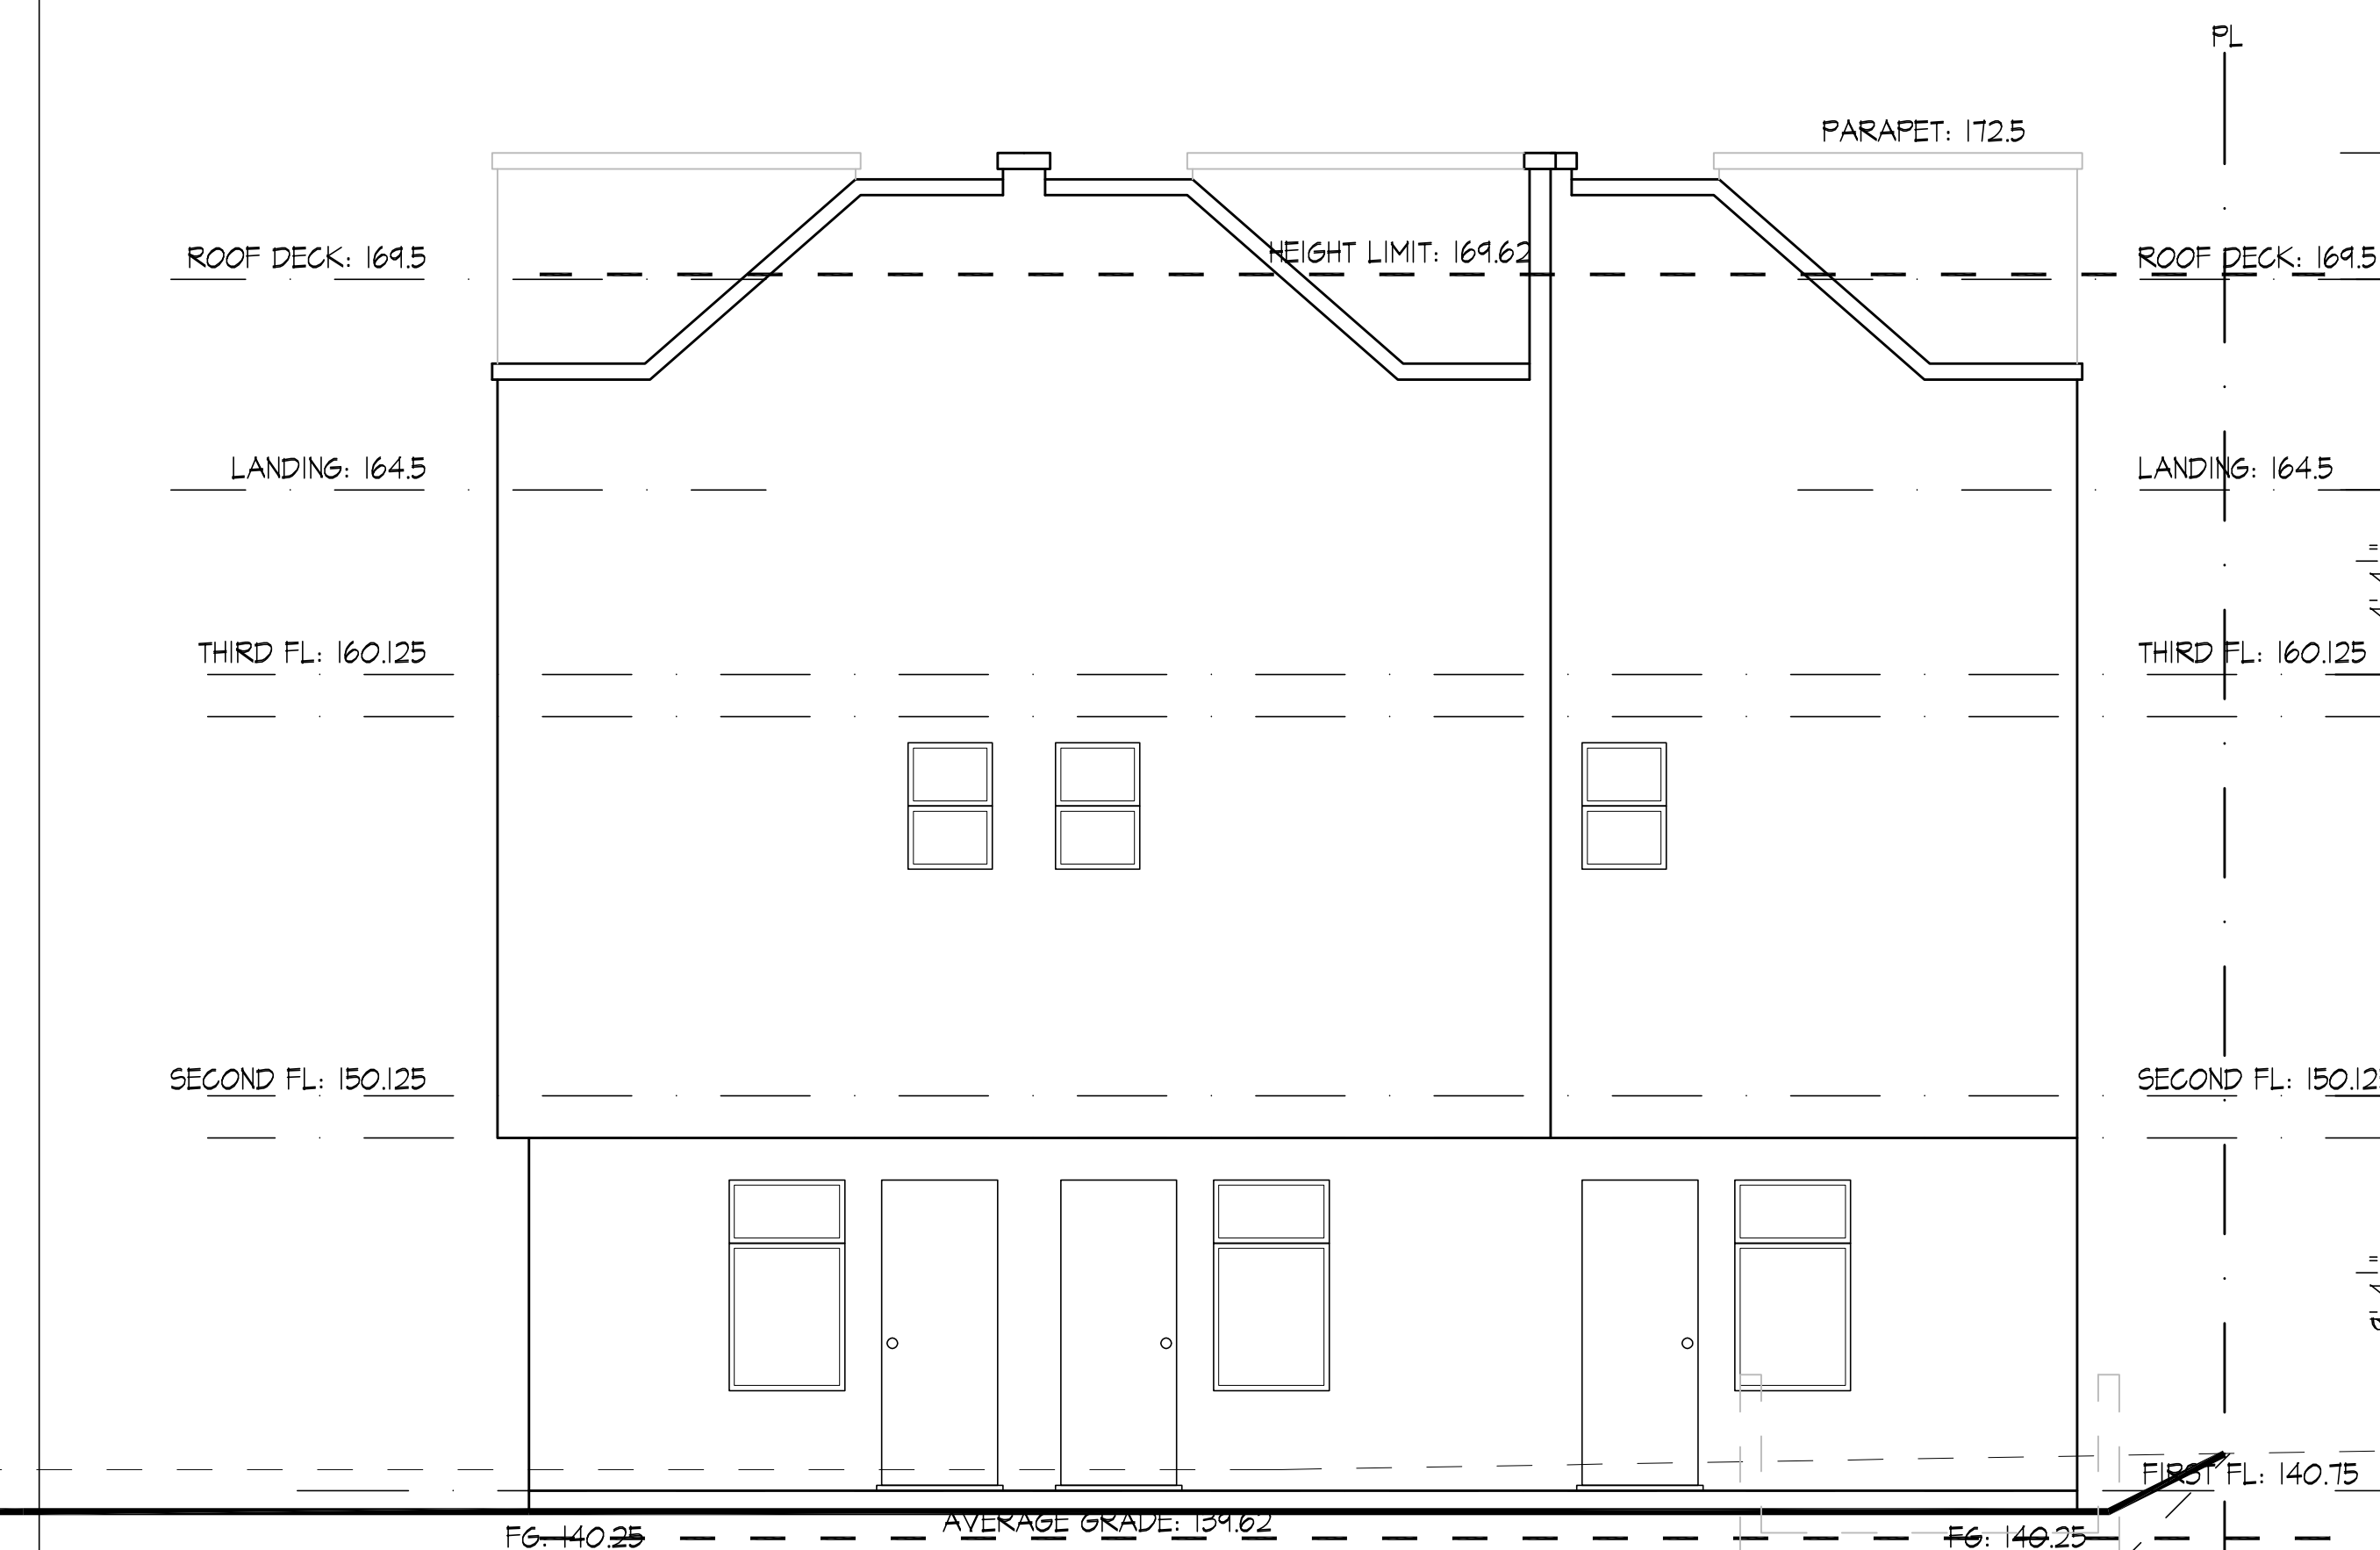 PL
PARAPET: 172.5
ROOF DECK: 169.5
HEIGHT LIMIT: 169.62
ROOF DECK: 169.5
LANDING: 164.5
LANDING: 164.5
THIRD FL: 160.125
THIRD FL: 160.125
SECOND FL: 150.125
SECOND FL: 150.12
FIRST FL: 140.75
AVERAGE GRADE: 139.62
FG: 140.25
FG: 140.25